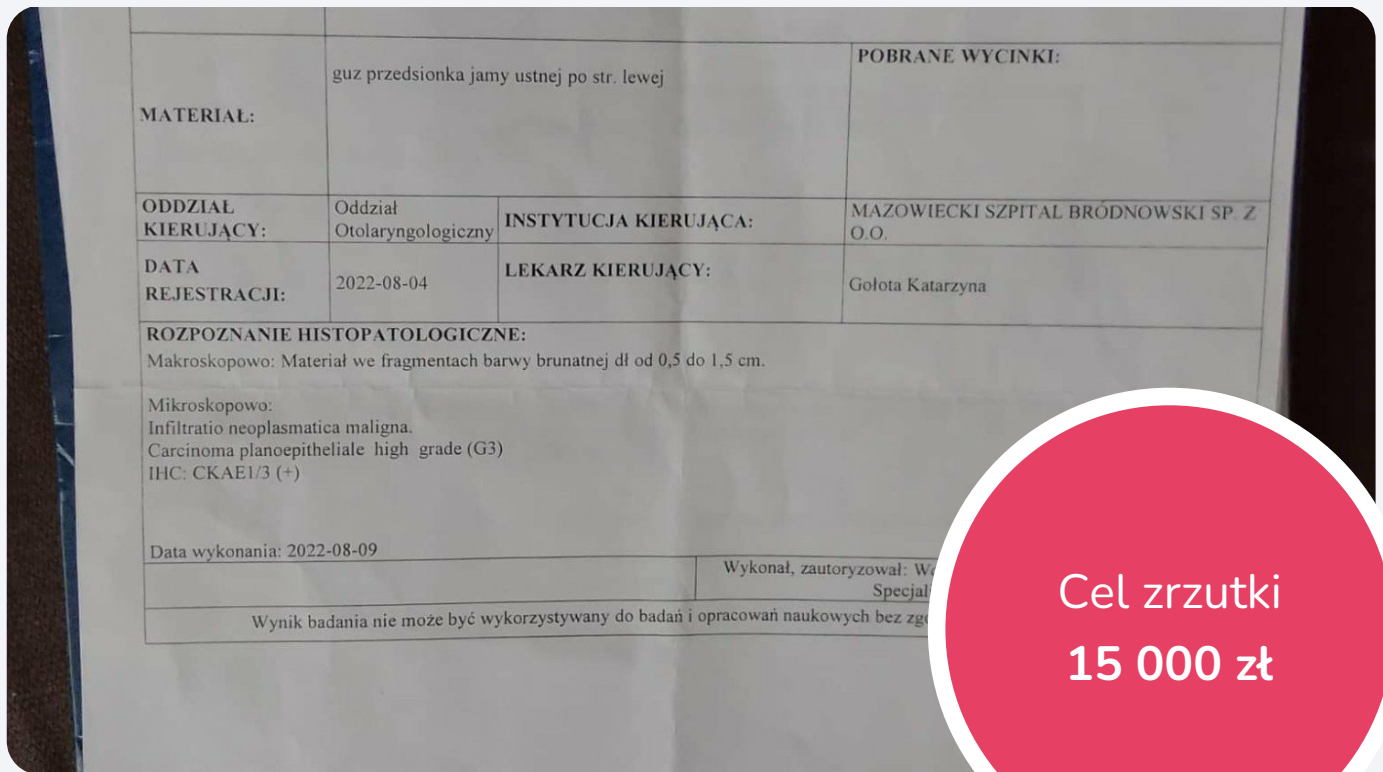 guz przedsionka jamy ustnej po str. lewej
POBRANE WYCINKI:
MATERIAŁ:
ODDZIAŁ
KIERUJĄCY:
Oddział
Otolaryngologiczny
INSTYTUCJA KIERUJĄCA:
MAZOWIECKI SZPITAL BRÓDNOWSKI SP. Z
O.O.
DATA
REJESTRACJI:
2022-08-04
LEKARZ KIERUJĄCY:
Gołota Katarzyna
ROZPOZNANIE HISTOPATOLOGICZNE:
Makroskopowo: Materiał we fragmentach barwy brunatnej dł od 0,5 do 1,5 cm.
Mikroskopowo:
Infiltratio neoplasmatica maligna.
Carcinoma planoepitheliale high grade (G3)
IHC: CKAE1/3 (+)
Data wykonania: 2022-08-09
Wykonał, zautoryzował:
Wynik badania nie może być wykorzystywany do badań i opracowań naukowych bez
Cel zrzutki
15 000 zł